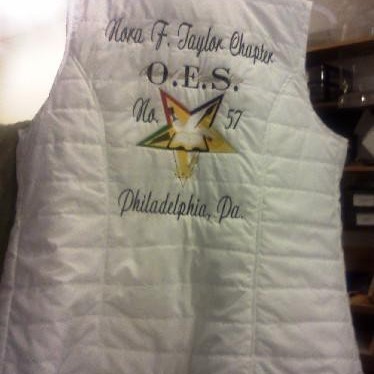 Nora F. Taylor Chapter
O.E.S.
No. 57
Philadelphia, Pa.